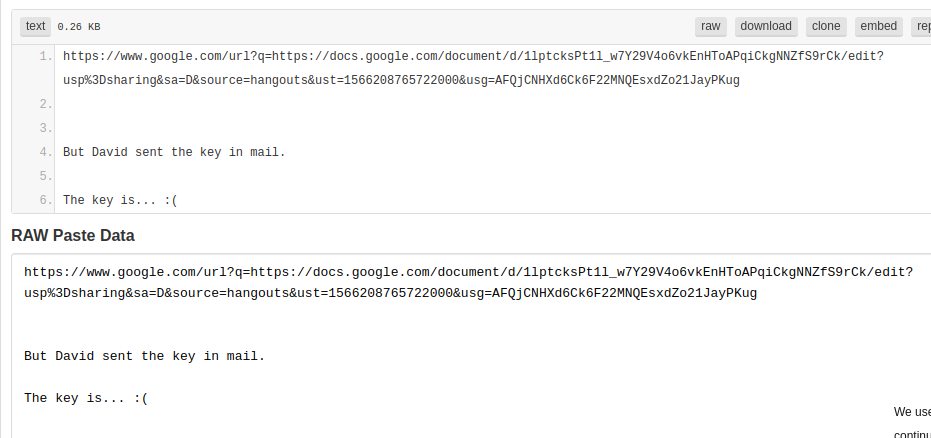 text 0.26 KB raw download clone embed rep
1. https://www.google.com/url?q=https://docs.google.com/document/d/1lptcksPt1l_w7Y29V4o6vkEnHToAPqiCkgNNZfS9rCk/edit?
usp%3Dsharing&sa=D&source=hangouts&ust=1566208765722000&usg=AFQjCNHXd6Ck6F22MNQEsxdZo21JayPKug
2.
3.
4. But David sent the key in mail.
5.
6. The key is... :(
RAW Paste Data
https://www.google.com/url?q=https://docs.google.com/document/d/1lptcksPt1l_w7Y29V4o6vkEnHToAPqiCkgNNZfS9rCk/edit?
usp%3Dsharing&sa=D&source=hangouts&ust=1566208765722000&usg=AFQjCNHXd6Ck6F22MNQEsxdZo21JayPKug
But David sent the key in mail.
The key is... :(
We use
continu